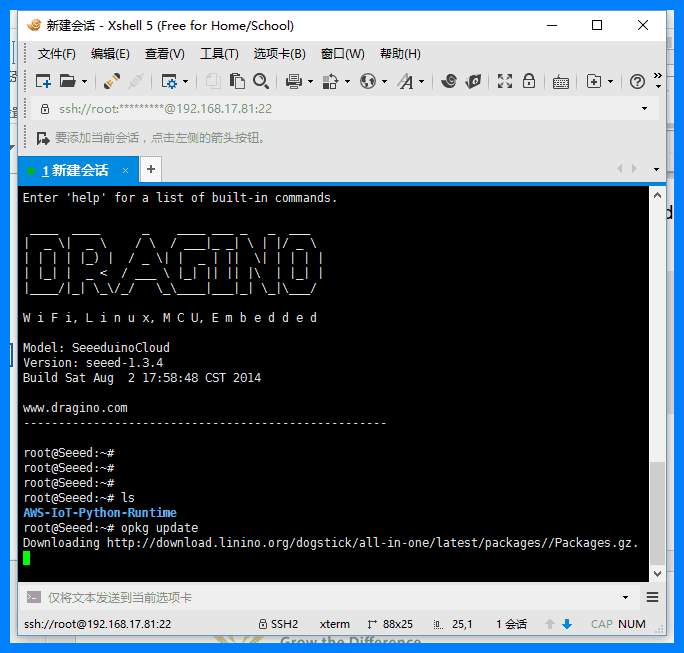 新建会话 - Xshell 5 (Free for Home/School)
文件(F) 编辑(E) 查看(V) 工具(T) 选项卡(B) 窗口(W) 帮助(H)
ssh://root:*********@192.168.17.81:22
要添加当前会话，点击左侧的箭头按钮。
1 新建会话 × +
Enter 'help' for a list of built-in commands.
DRAGINO
W i F i, L i n u x, M C U, E m b e d d e d
Model: SeeeduinoCloud
Version: seeed-1.3.4
Build Sat Aug  2 17:58:48 CST 2014
www.dragino.com
----------------------------------------------------
root@Seeed:~#
root@Seeed:~#
root@Seeed:~#
root@Seeed:~# ls
AWS-IoT-Python-Runtime
root@Seeed:~# opkg update
Downloading http://download.linino.org/dogstick/all-in-one/latest/packages//Packages.gz.
仅将文本发送到当前选项卡
ssh://root@192.168.17.81:22 SSH2 xterm 88x25 25,1 1 会话 CAP NUM
Grow the Difference